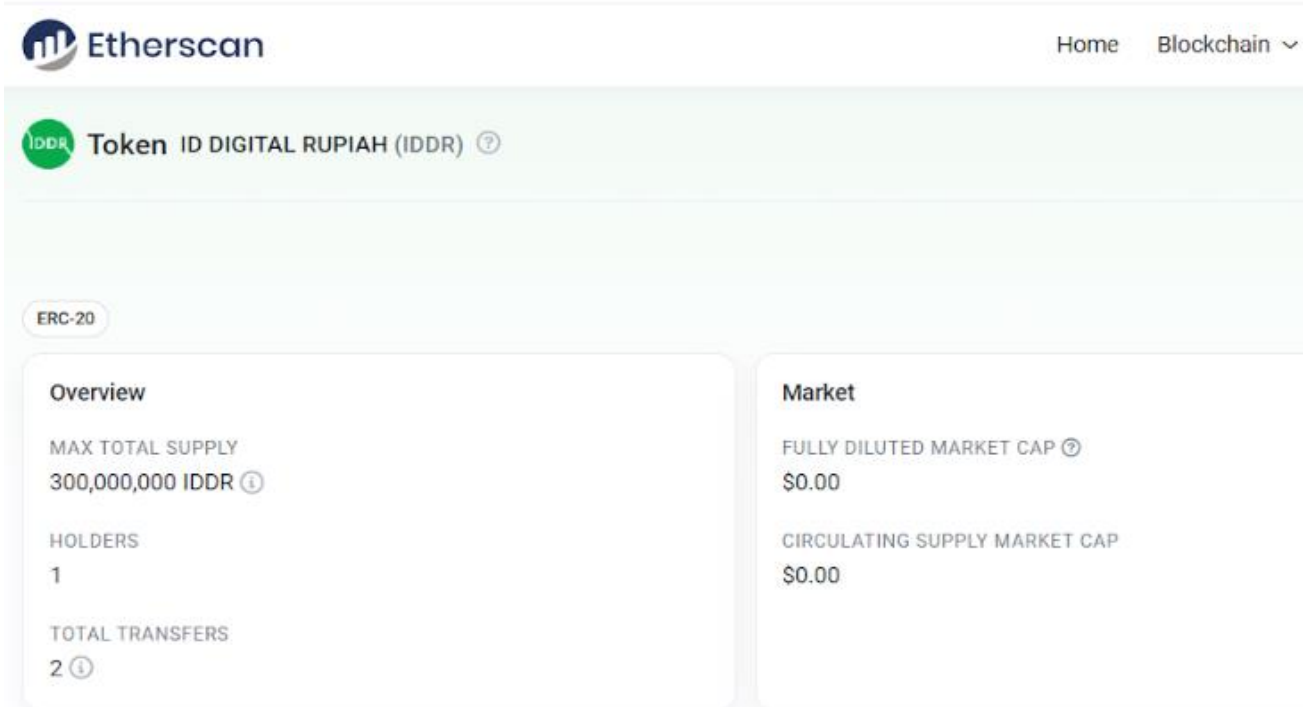 Etherscan
Home Blockchain
IDDR Token ID DIGITAL RUPIAH (IDDR)
ERC-20
Overview
MAX TOTAL SUPPLY
300,000,000 IDDR
HOLDERS
1
TOTAL TRANSFERS
2
Market
FULLY DILUTED MARKET CAP
$0.00
CIRCULATING SUPPLY MARKET CAP
$0.00